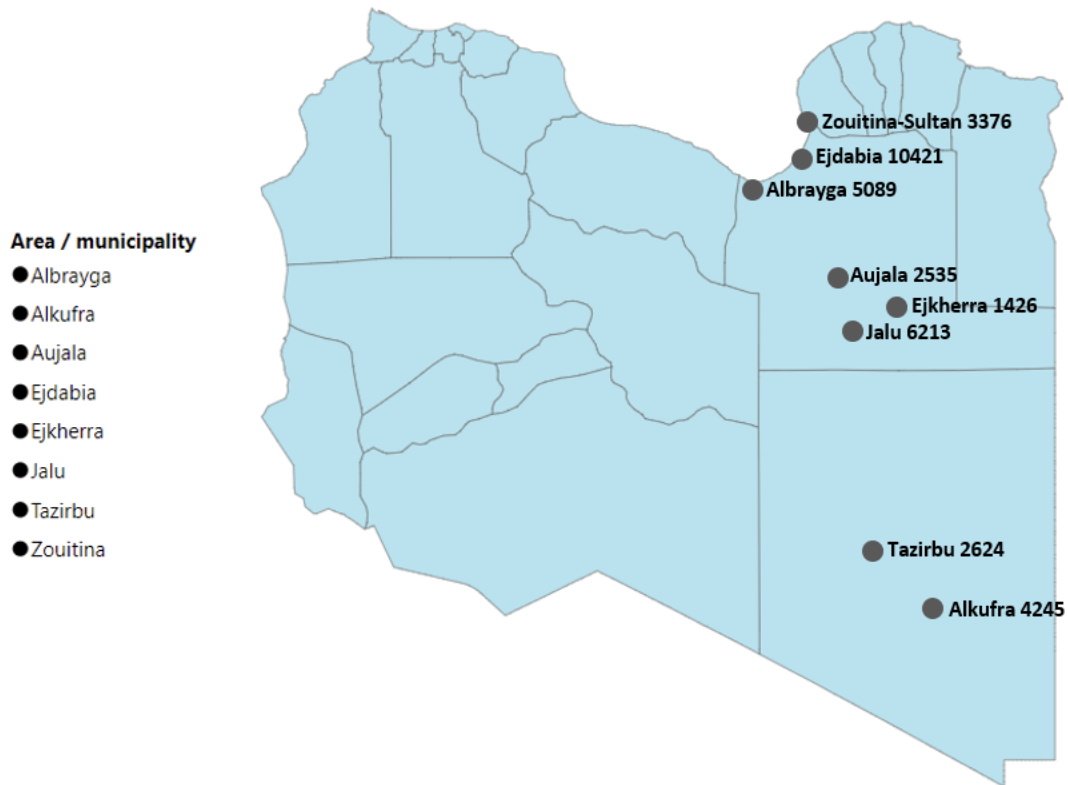 Area / municipality
Albrayga
Alkufra
Aujala
Ejdabia
Ejkherra
Jalu
Tazirbu
Zouitina
Zouitina-Sultan 3376
Ejdabia 10421
Albrayga 5089
Aujala 2535
Ejkherra 1426
Jalu 6213
Tazirbu 2624
Alkufra 4245